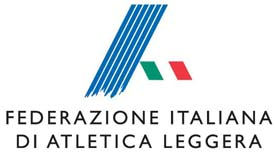 FEDERAZIONE ITALIANA
DI ATLETICA LEGGERA